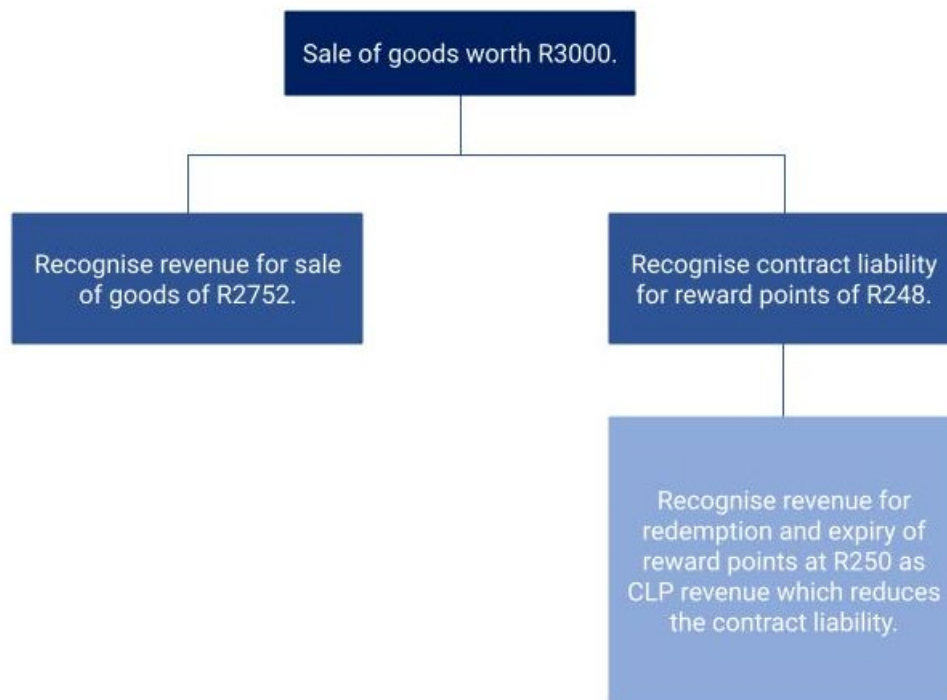 Sale of goods worth R3000.
Recognise revenue for sale
of goods of R2752.
Recognise contract liability
for reward points of R248.
Recognise revenue for
redemption and expiry of
reward points at R250 as
CLP revenue which reduces
the contract liability.